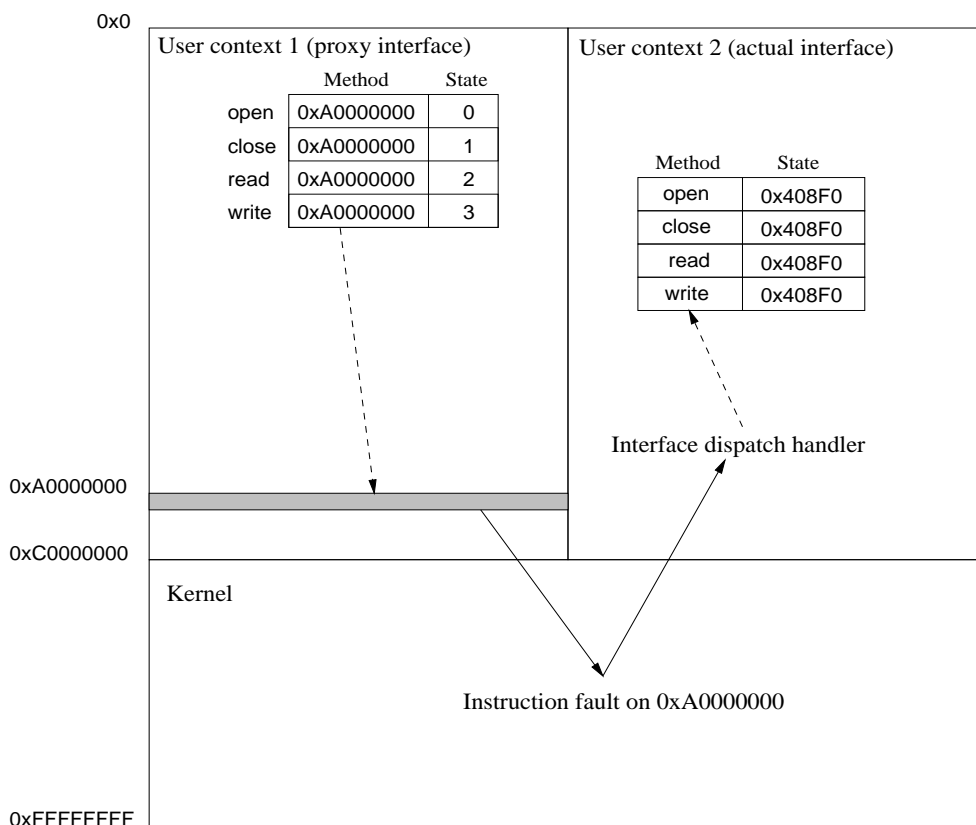 0x0
User context 1 (proxy interface)
Method State
open 0xA0000000 0
close 0xA0000000 1
read 0xA0000000 2
write 0xA0000000 3
User context 2 (actual interface)
Method State
open 0x408F0
close 0x408F0
read 0x408F0
write 0x408F0
Interface dispatch handler
0xA0000000
0xC0000000
Kernel
Instruction fault on 0xA0000000
0xFFFFFFFF